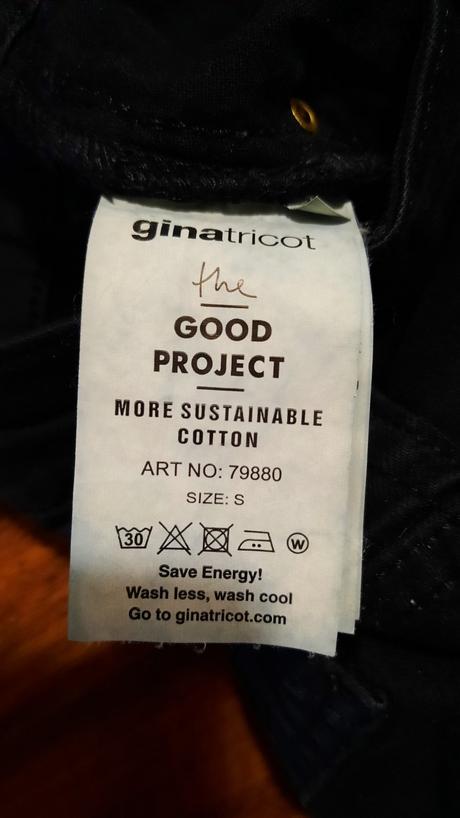 ginatricot
the
GOOD
PROJECT
MORE SUSTAINABLE
COTTON
ART NO: 79880
SIZE: S
30
W
Save Energy!
Wash less, wash cool
Go to ginatricot.com